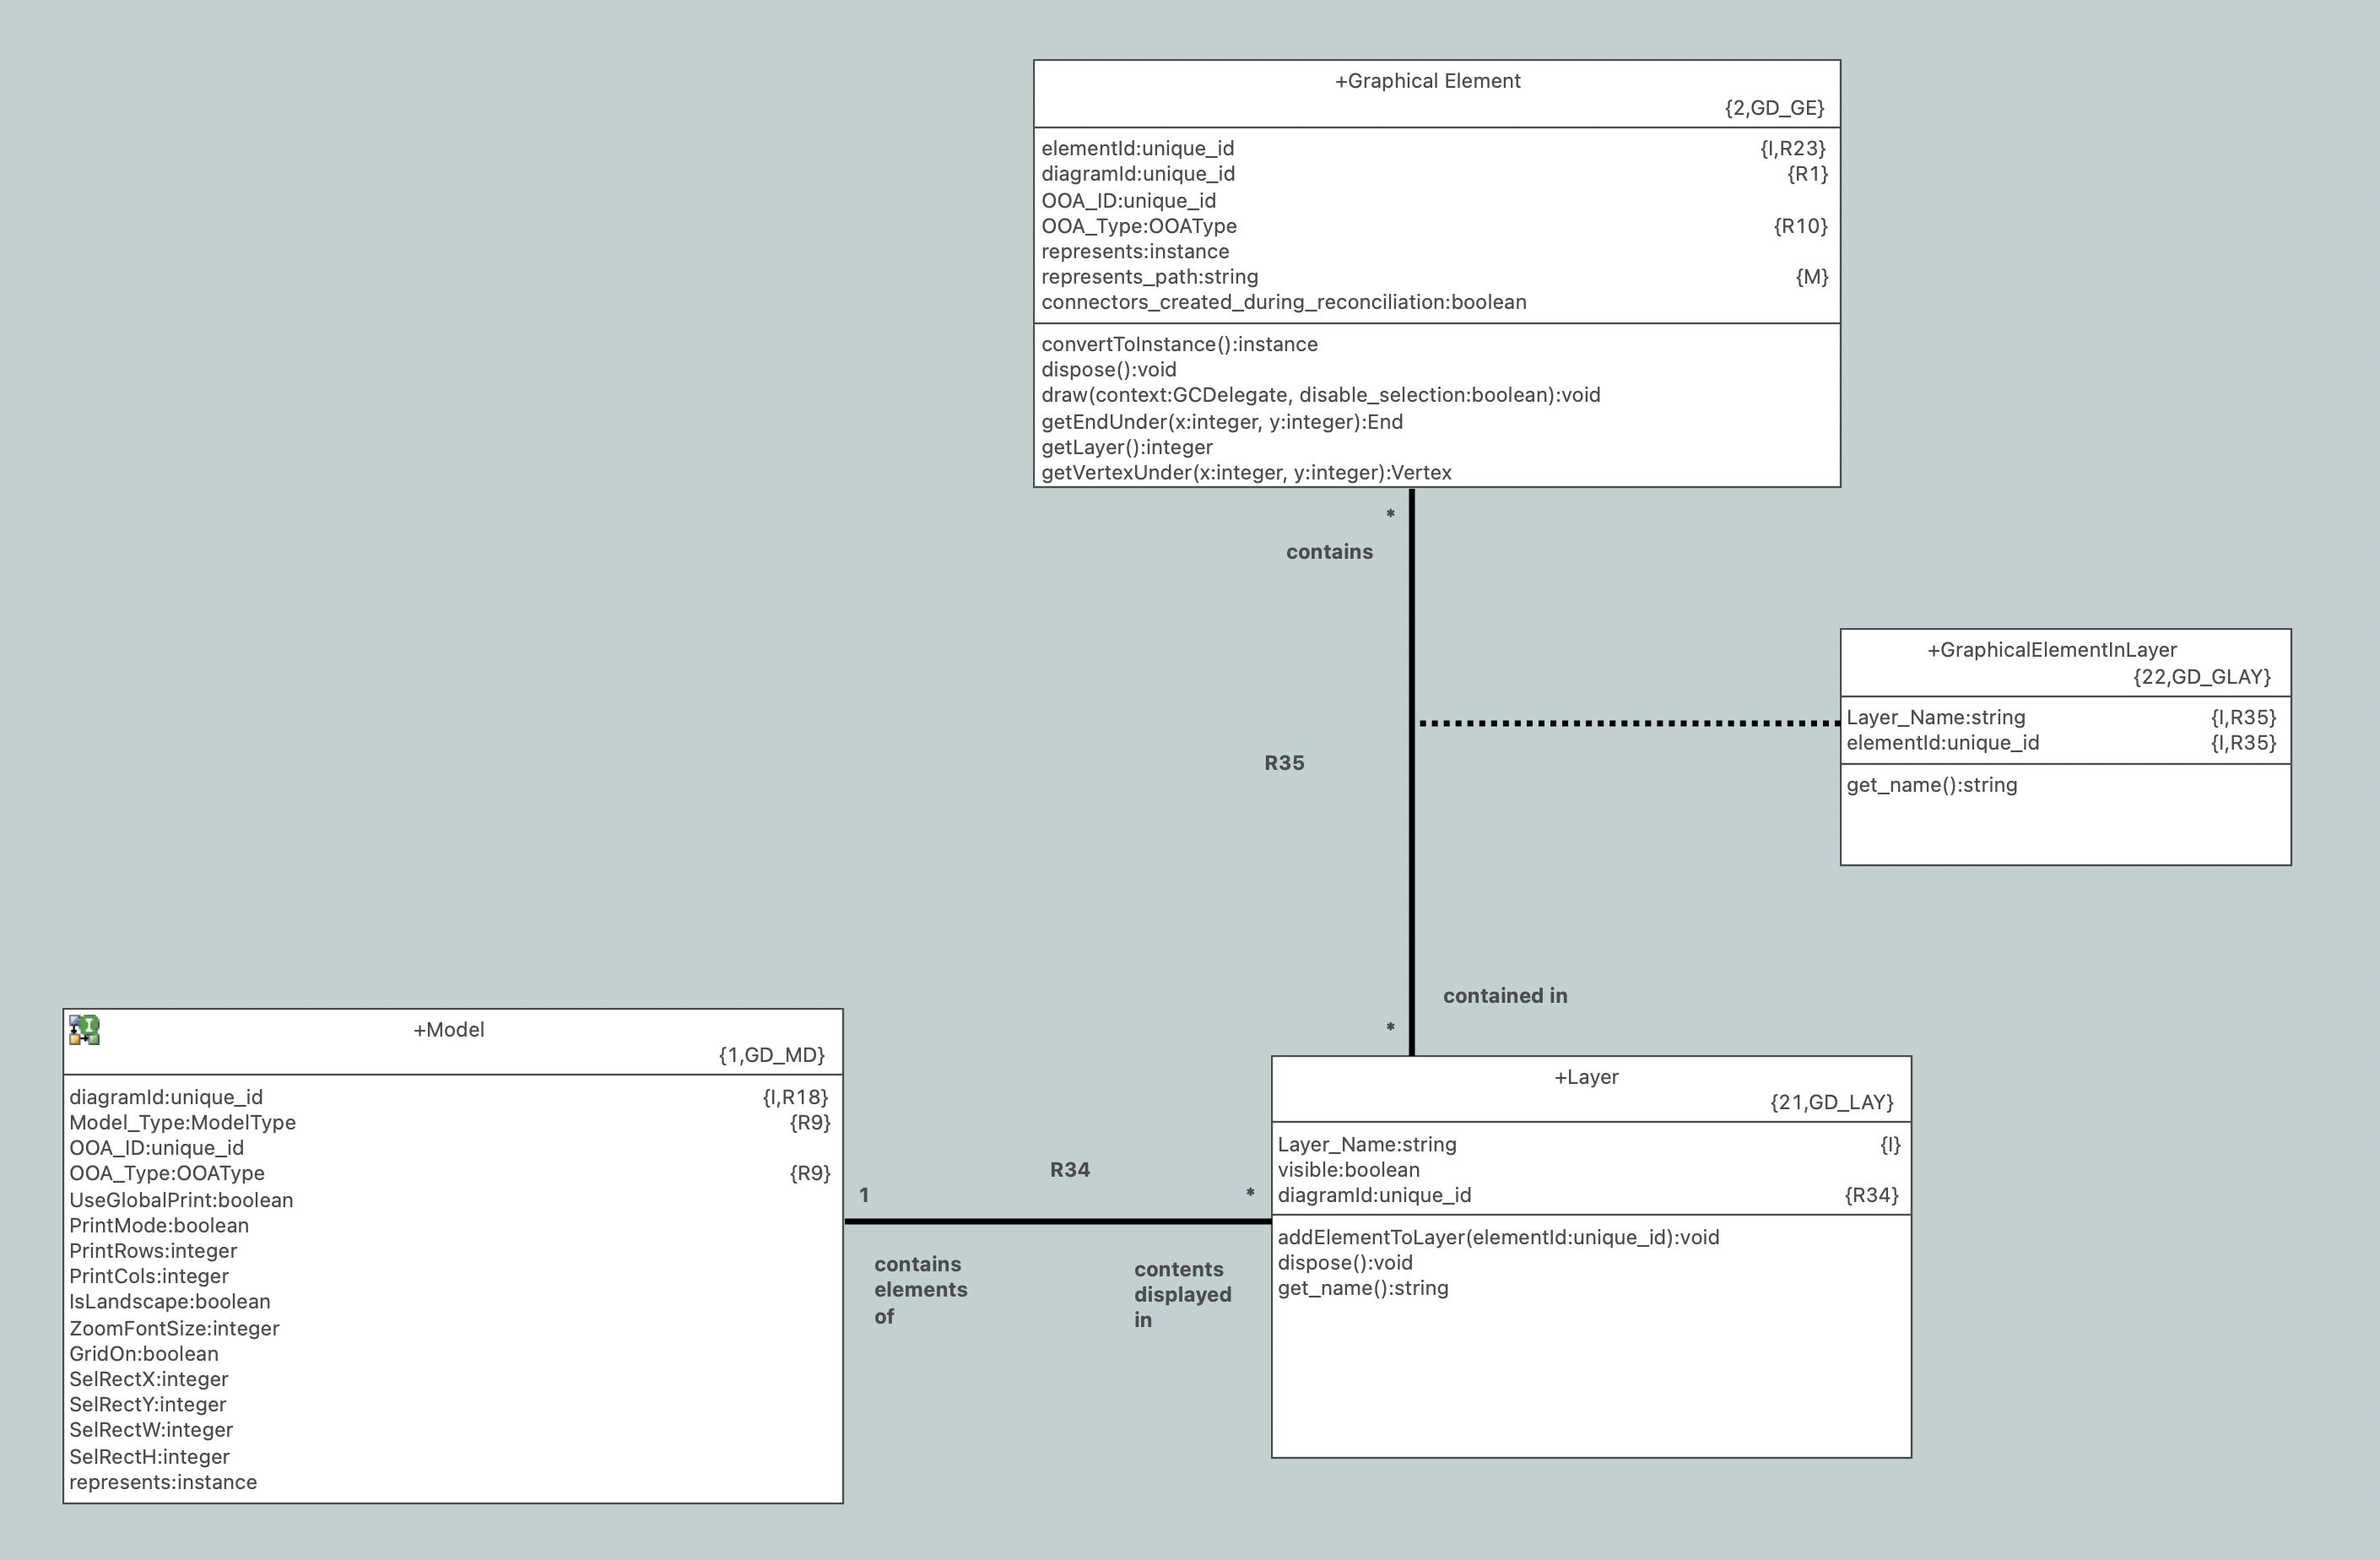 +Graphical Element
{2,GD_GE}
elementId:unique_id {I,R23}
diagramId:unique_id {R1}
OOA_ID:unique_id
OOA_Type:OOAType {R10}
represents:instance
represents_path:string {M}
connectors_created_during_reconciliation:boolean
convertToInstance():instance
dispose():void
draw(context:GCDelegate, disable_selection:boolean):void
getEndUnder(x:integer, y:integer):End
getLayer():integer
getVertexUnder(x:integer, y:integer):Vertex
*
contains
R35
contained in
*
+GraphicalElementInLayer
{22,GD_GLAY}
Layer_Name:string {I,R35}
elementId:unique_id {I,R35}
get_name():string
+Model
{1,GD_MD}
diagramId:unique_id {I,R18}
Model_Type:ModelType {R9}
OOA_ID:unique_id
OOA_Type:OOAType {R9}
UseGlobalPrint:boolean
PrintMode:boolean
PrintRows:integer
PrintCols:integer
IsLandscape:boolean
ZoomFontSize:integer
GridOn:boolean
SelRectX:integer
SelRectY:integer
SelRectW:integer
SelRectH:integer
represents:instance
R34
1
*
contains
elements
of
contents
displayed
in
+Layer
{21,GD_LAY}
Layer_Name:string {I}
visible:boolean
diagramId:unique_id {R34}
addElementToLayer(elementId:unique_id):void
dispose():void
get_name():string